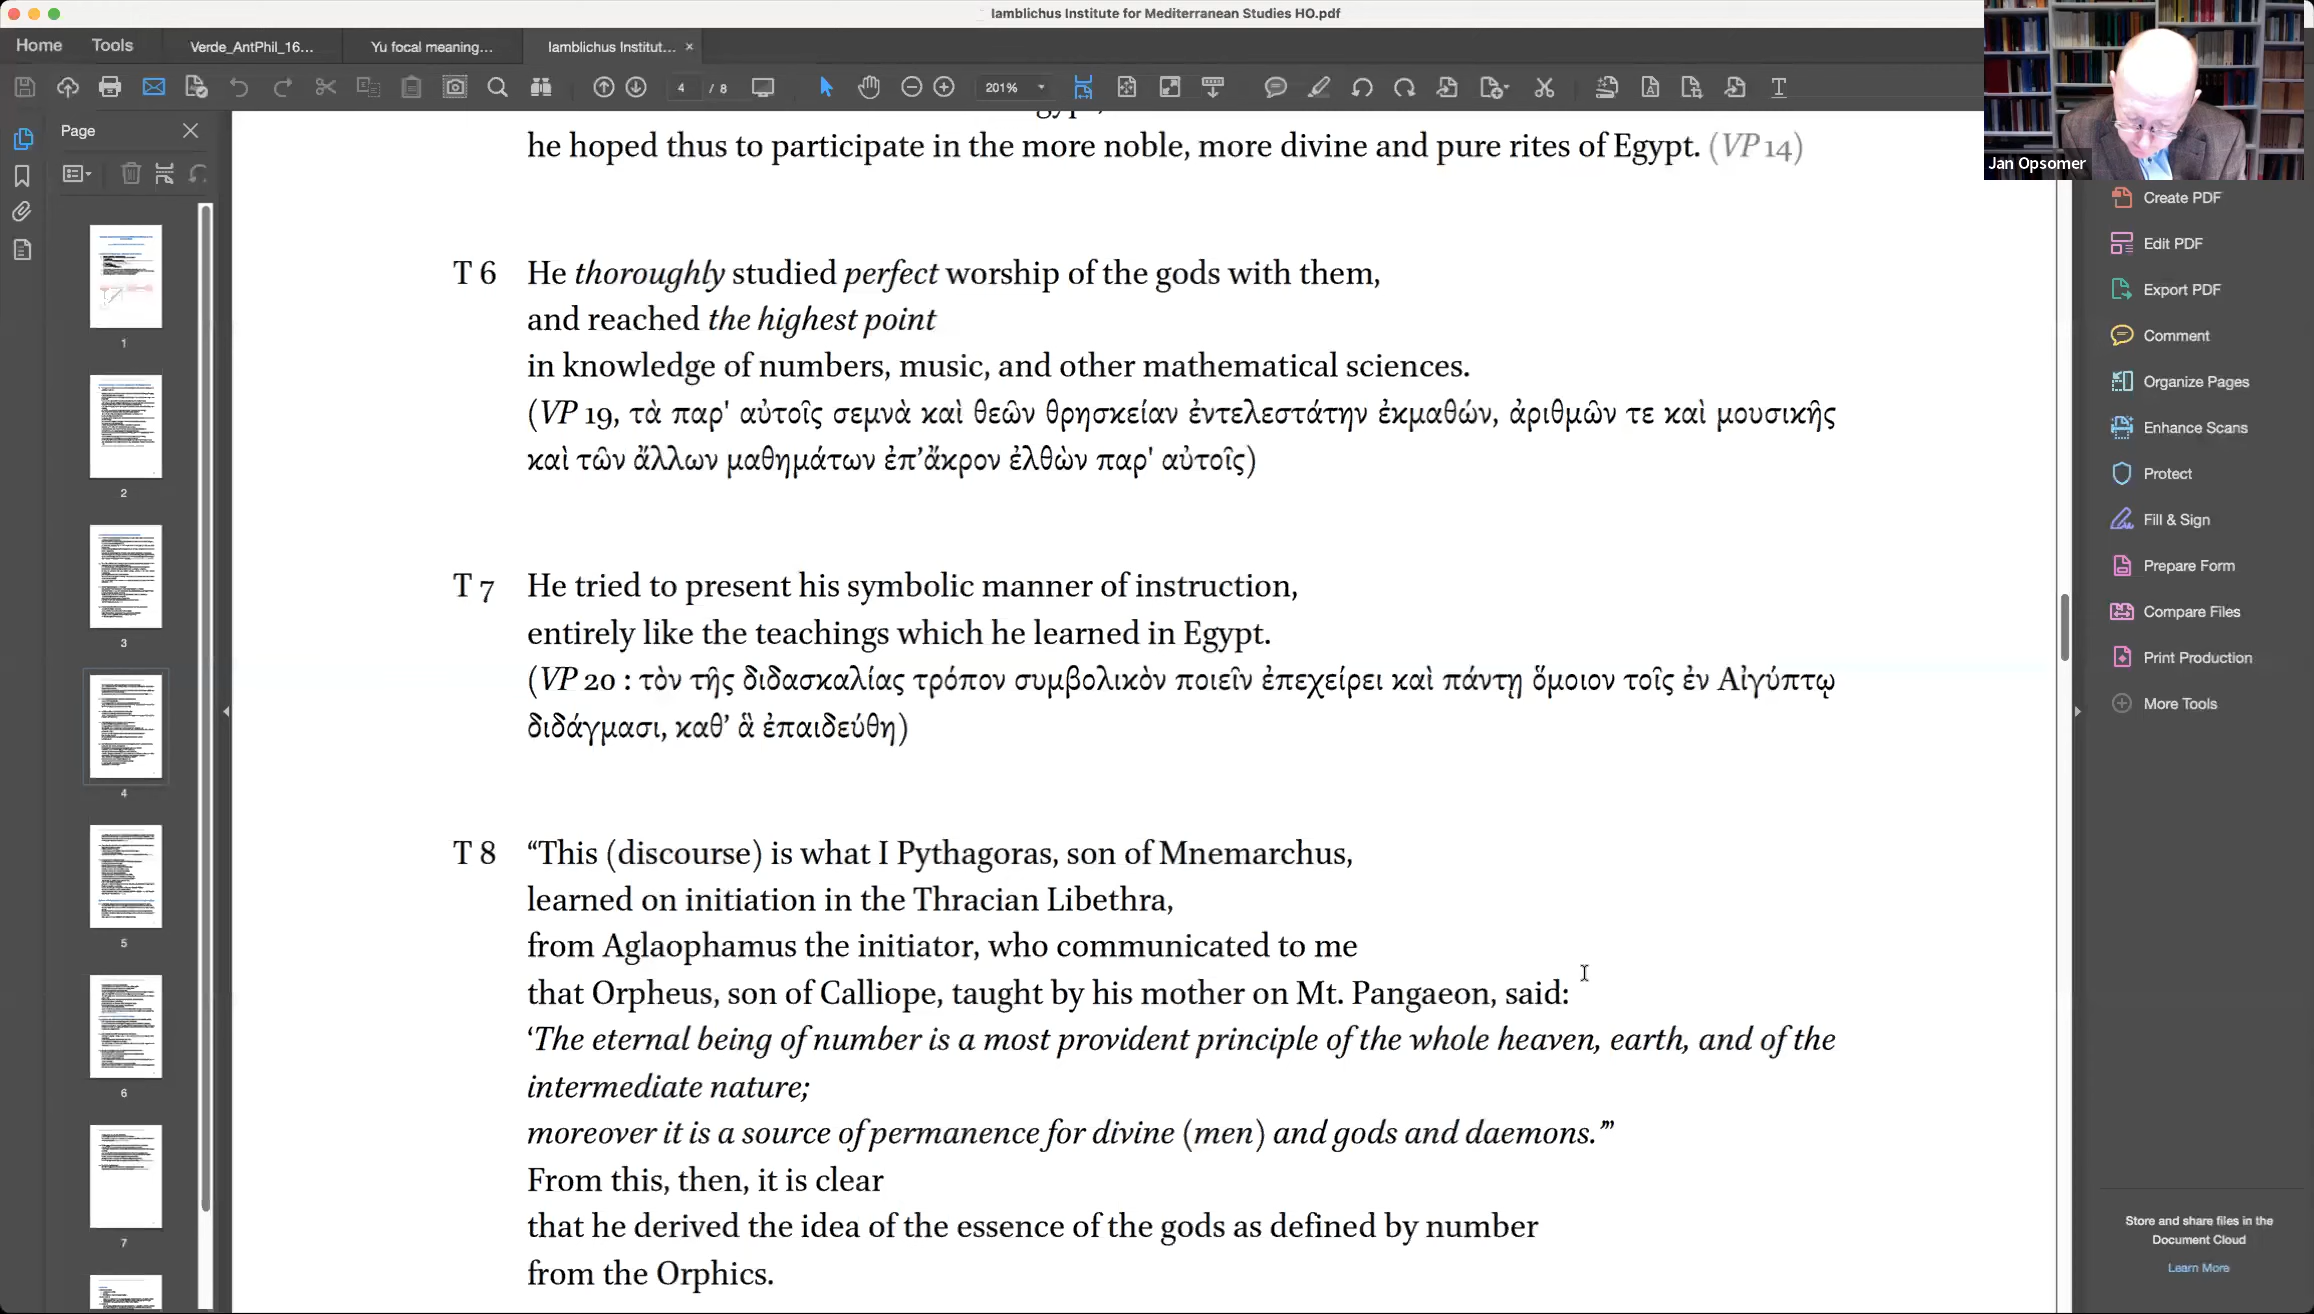 Iamblichus Institute for Mediterranean Studies HO.pdf
Home
Tools
Verde_AntPhil_16...
Yu focal meaning...
Iamblichus Institut...
4 / 8
201%
Page
1
2
3
4
5
6
7
he hoped thus to participate in the more noble, more divine and pure rites of Egypt. (VP 14)
T 6 He thoroughly studied perfect worship of the gods with them,
and reached the highest point
in knowledge of numbers, music, and other mathematical sciences.
(VP 19, τὰ παρ' αὐτοῖς σεμνὰ καὶ θεῶν θρησκείαν ἐντελεστάτην ἐκμαθών, ἀριθμῶν τε καὶ μουσικῆς
καὶ τῶν ἄλλων μαθημάτων ἐπ’ἄκρον ἐλθὼν παρ' αὐτοῖς)
T 7 He tried to present his symbolic manner of instruction,
entirely like the teachings which he learned in Egypt.
(VP 20 : τὸν τῆς διδασκαλίας τρόπον συμβολικὸν ποιεῖν ἐπεχείρει καὶ πάντῃ ὅμοιον τοῖς ἐν Αἰγύπτῳ
διδάγμασι, καθ’ ἃ ἐπαιδεύθη)
T 8 “This (discourse) is what I Pythagoras, son of Mnemarchus,
learned on initiation in the Thracian Libethra,
from Aglaophamus the initiator, who communicated to me
that Orpheus, son of Calliope, taught by his mother on Mt. Pangaeon, said:
‘The eternal being of number is a most provident principle of the whole heaven, earth, and of the
intermediate nature;
moreover it is a source of permanence for divine (men) and gods and daemons.’”
From this, then, it is clear
that he derived the idea of the essence of the gods as defined by number
from the Orphics.
Jan Opsomer
Create PDF
Edit PDF
Export PDF
Comment
Organize Pages
Enhance Scans
Protect
Fill & Sign
Prepare Form
Compare Files
Print Production
More Tools
Store and share files in the
Document Cloud
Learn More